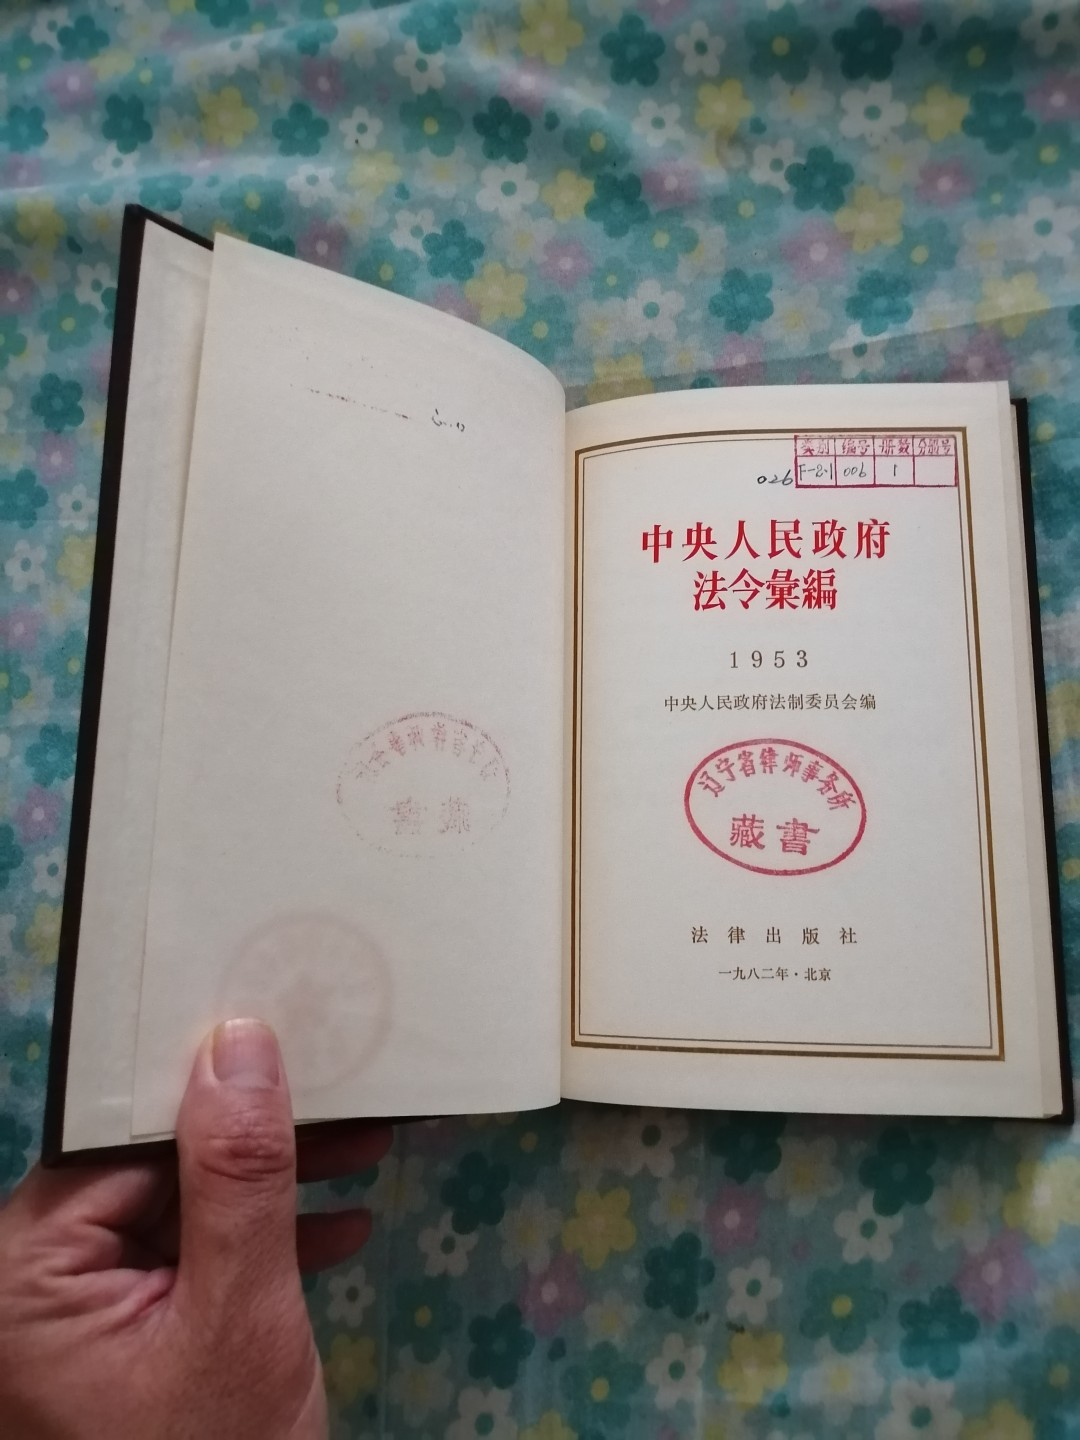 类别 编号 册数 分册号
026 F-2-1 006 1
中央人民政府
法令彙編
1953
中央人民政府法制委员会编
辽宁省律师事务所
藏書
法律出版社
一九八二年·北京